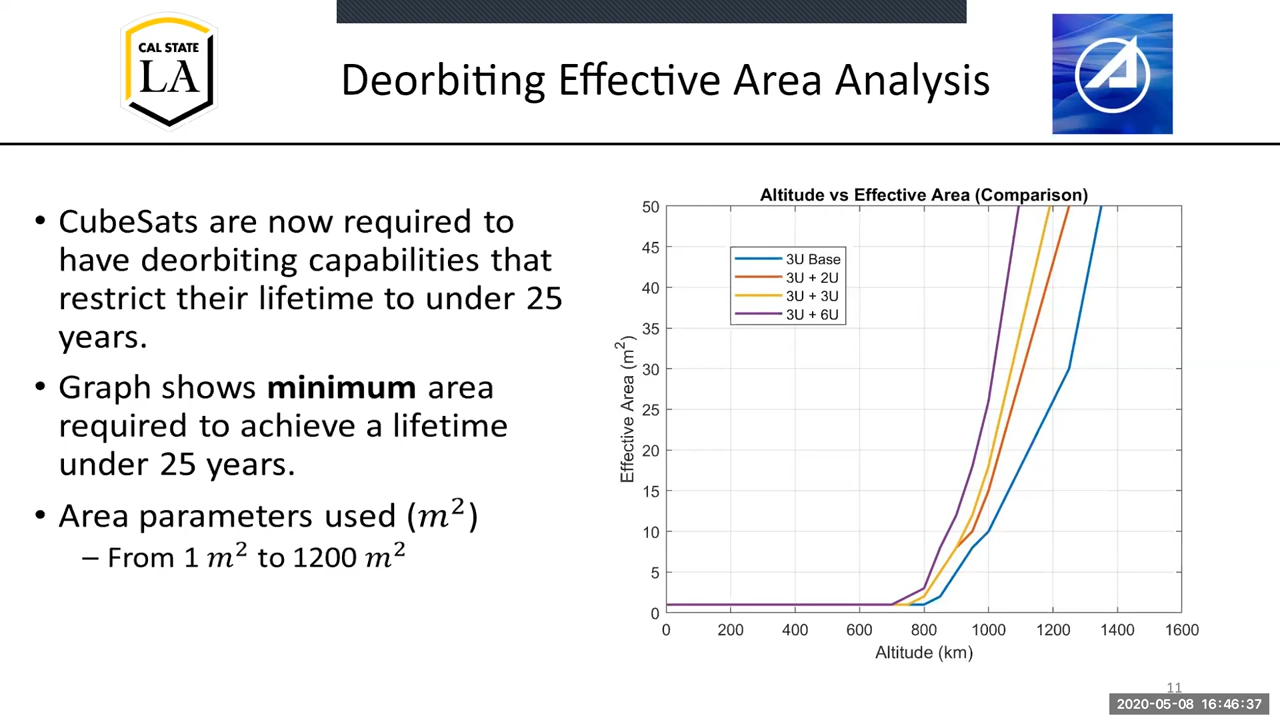 CAL STATE
LA
Deorbiting Effective Area Analysis
• CubeSats are now required to
have deorbiting capabilities that
restrict their lifetime to under 25
years.
• Graph shows minimum area
required to achieve a lifetime
under 25 years.
• Area parameters used (m²)
– From 1 m² to 1200 m²
Altitude vs Effective Area (Comparison)
50
45
40
35
30
25
20
15
10
5
0
Effective Area (m²)
3U Base
3U + 2U
3U + 3U
3U + 6U
0 200 400 600 800 1000 1200 1400 1600
Altitude (km)
11
2020-05-08 16:46:37